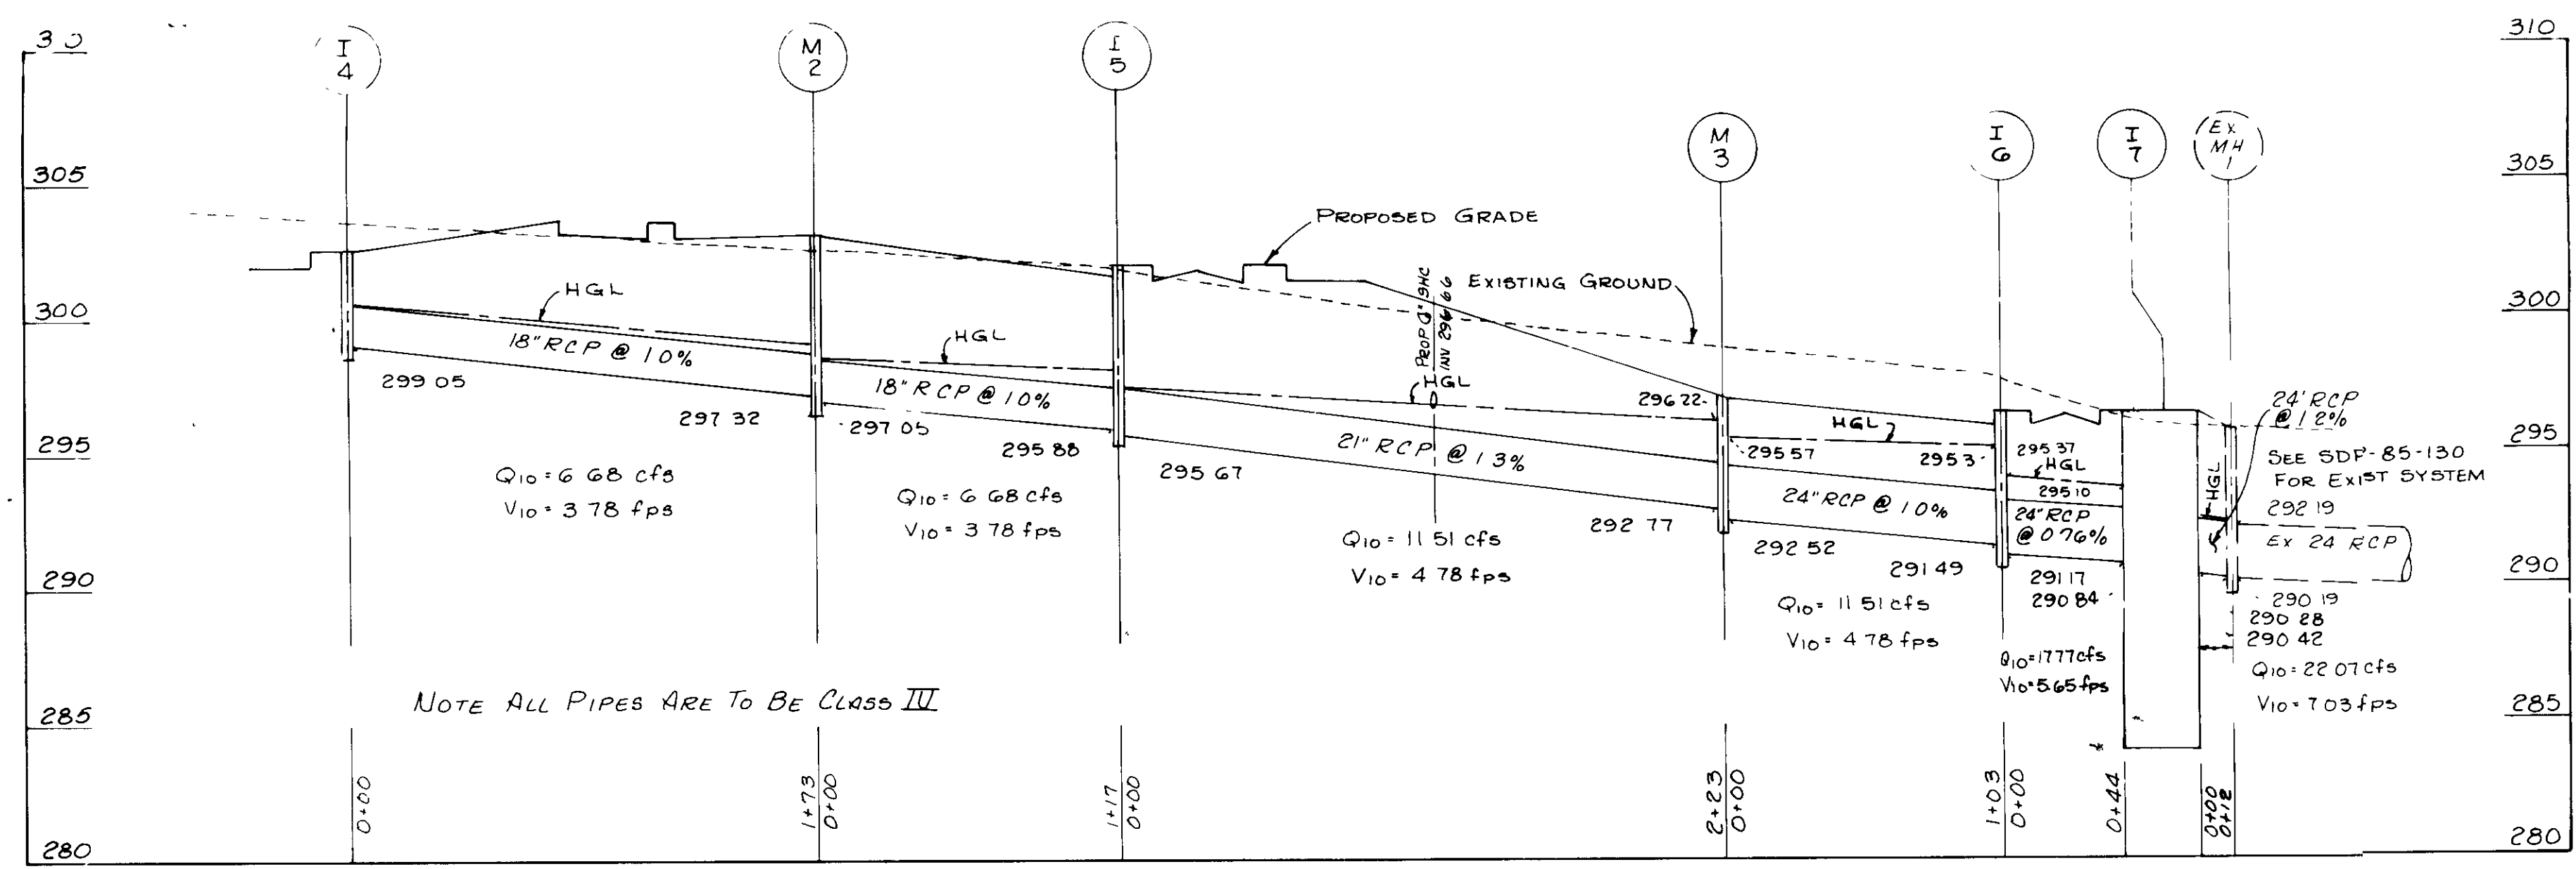 I
4
M
2
I
5
M
3
I
6
I
7
EX
MH
1
310
305
305
300
300
295
295
290
290
285
285
280
280
PROPOSED GRADE
EXISTING GROUND
HGL
18" RCP @ 1 0%
299 05
297 32
Q10 = 6 68 cfs
V10 = 3 78 fps
HGL
18" RCP @ 1 0%
297 05
295 88
Q10 = 6 68 cfs
V10 = 3 78 fps
PROP 6" SHC
INV 296 66
HGL
296 22
21" RCP @ 1 3%
295 67
292 77
Q10 = 11 51 cfs
V10 = 4 78 fps
HGL
295 57
295 3
24" RCP @ 1 0%
292 52
291 49
Q10 = 11 51 cfs
V10 = 4 78 fps
295 37
HGL
295 10
24" RCP
@ 0 76%
291 17
290 84
Q10 = 17 77 cfs
V10 = 5.65 fps
HGL
24' RCP
@ 1 2%
SEE SDP-85-130
FOR EXIST SYSTEM
292 19
EX 24 RCP
290 19
290 28
290 42
Q10 = 22 07 cfs
V10 = 7 03 fps
NOTE ALL PIPES ARE TO BE CLASS IV
0+00
1+73
0+00
1+17
0+00
2+23
0+00
1+03
0+00
0+44
0+00
0+12